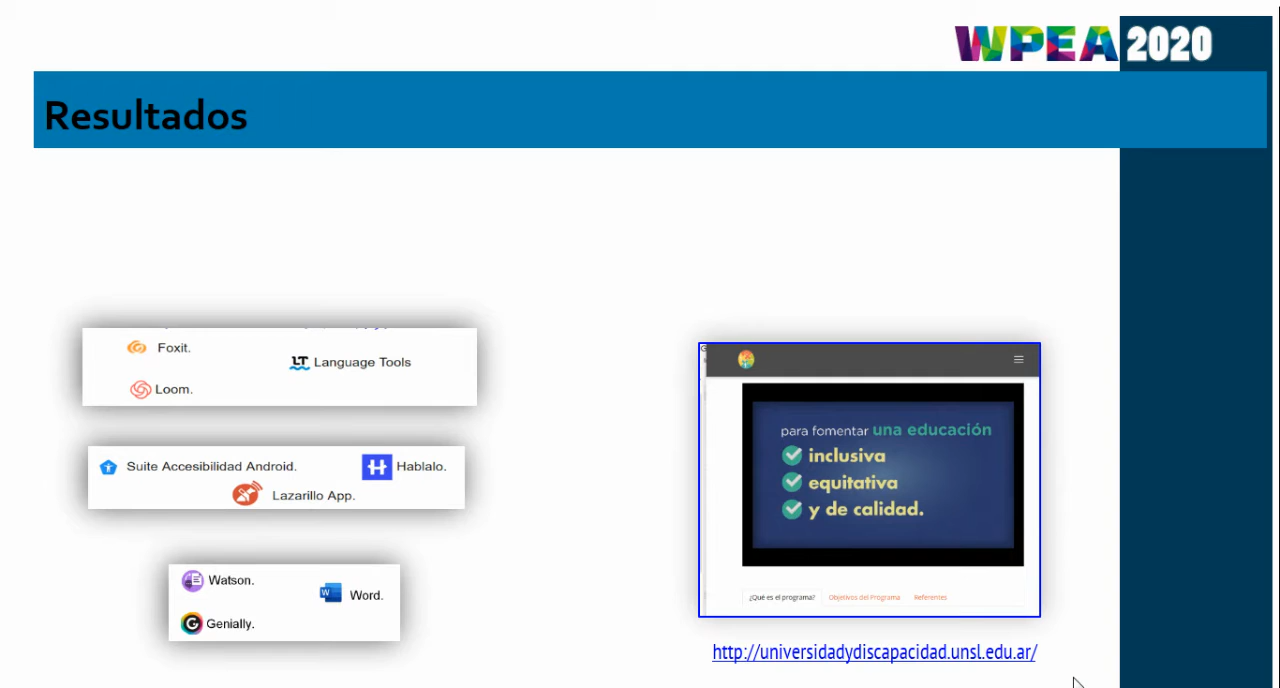 WPEA 2020
Resultados
Foxit.
LT Language Tools
Loom.
Suite Accesibilidad Android.
Hablalo.
Lazarillo App.
Watson.
Word.
Genially.
para fomentar una educación
inclusiva
equitativa
y de calidad.
¿Qué es el programa? Objetivos del Programa Referentes
http://universidadydiscapacidad.unsl.edu.ar/